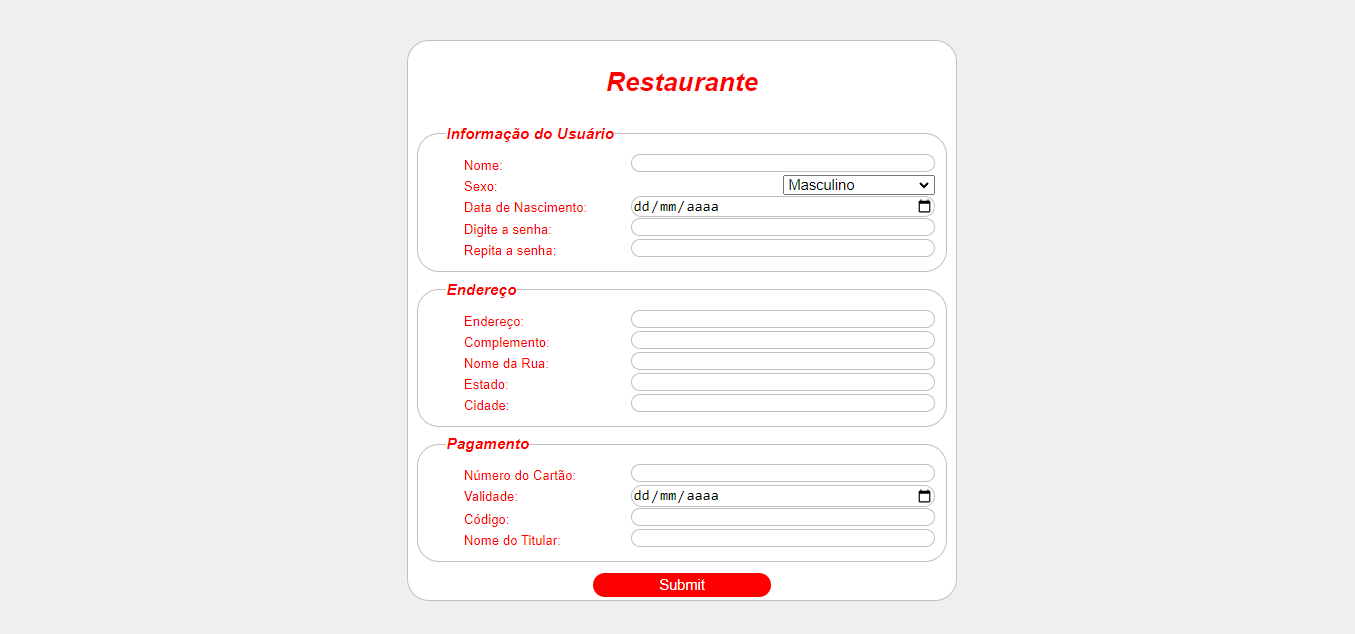 Restaurante
Informação do Usuário
Nome:
Sexo: Masculino
Data de Nascimento: dd/mm/aaaa
Digite a senha:
Repita a senha:
Endereço
Endereço:
Complemento:
Nome da Rua:
Estado:
Cidade:
Pagamento
Número do Cartão:
Validade: dd/mm/aaaa
Código:
Nome do Titular:
Submit